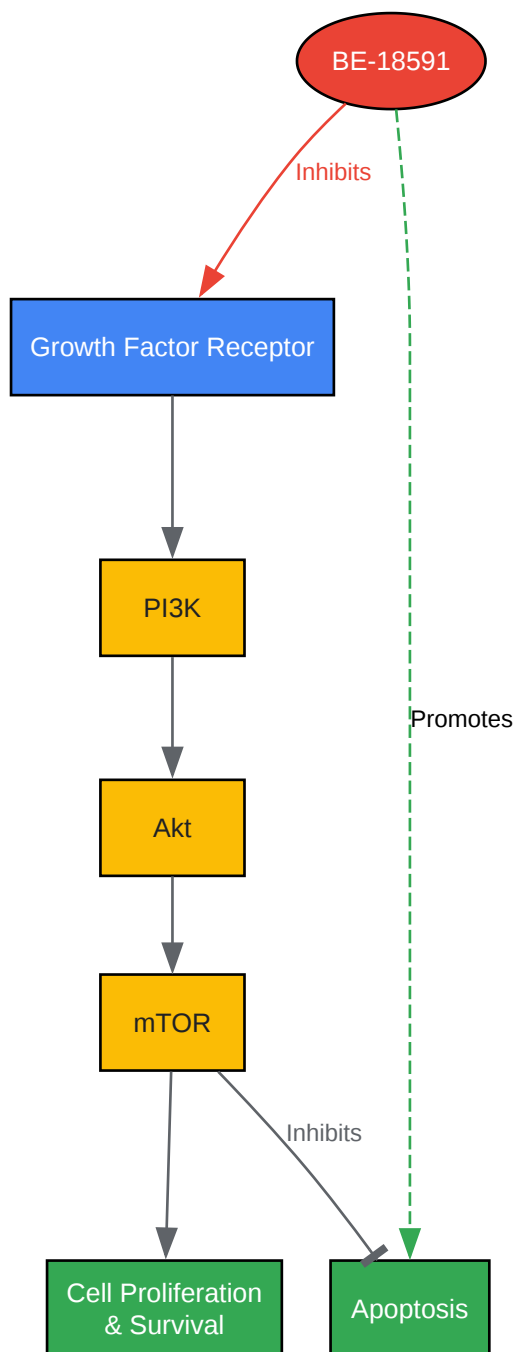 BE-18591
Inhibits
Growth Factor Receptor
PI3K
Promotes
Akt
mTOR
Inhibits
Cell Proliferation
& Survival
Apoptosis